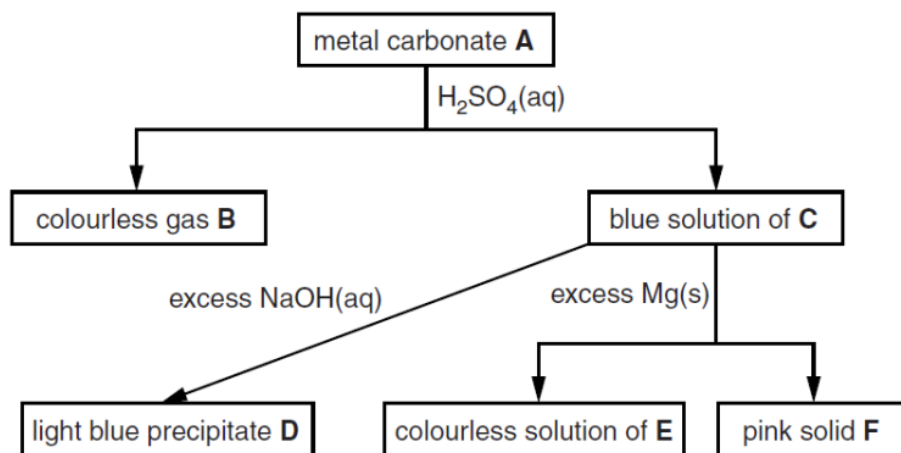 metal carbonate A
H₂SO₄(aq)
colourless gas B
blue solution of C
excess NaOH(aq)
excess Mg(s)
light blue precipitate D
colourless solution of E
pink solid F